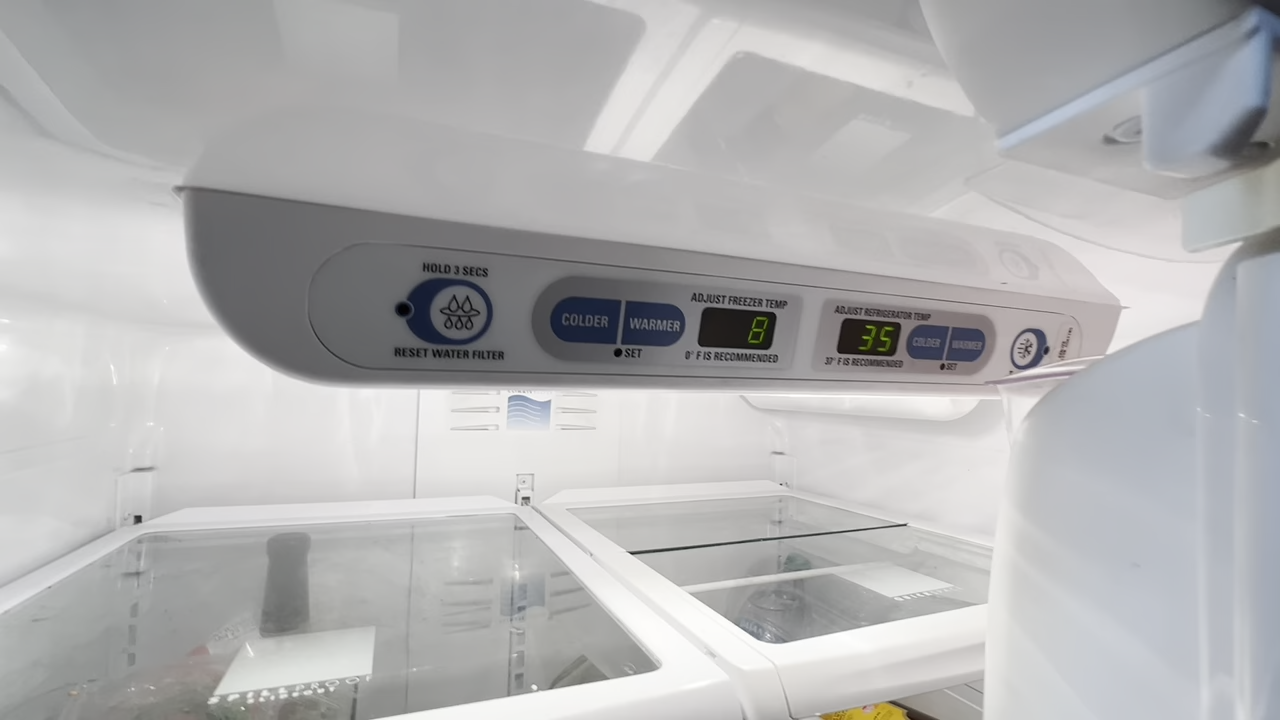 HOLD 3 SECS
RESET WATER FILTER
COLDER
WARMER
SET
ADJUST FREEZER TEMP
8
0° F IS RECOMMENDED
ADJUST REFRIGERATOR TEMP
35
37° F IS RECOMMENDED
COLDER
WARMER
SET